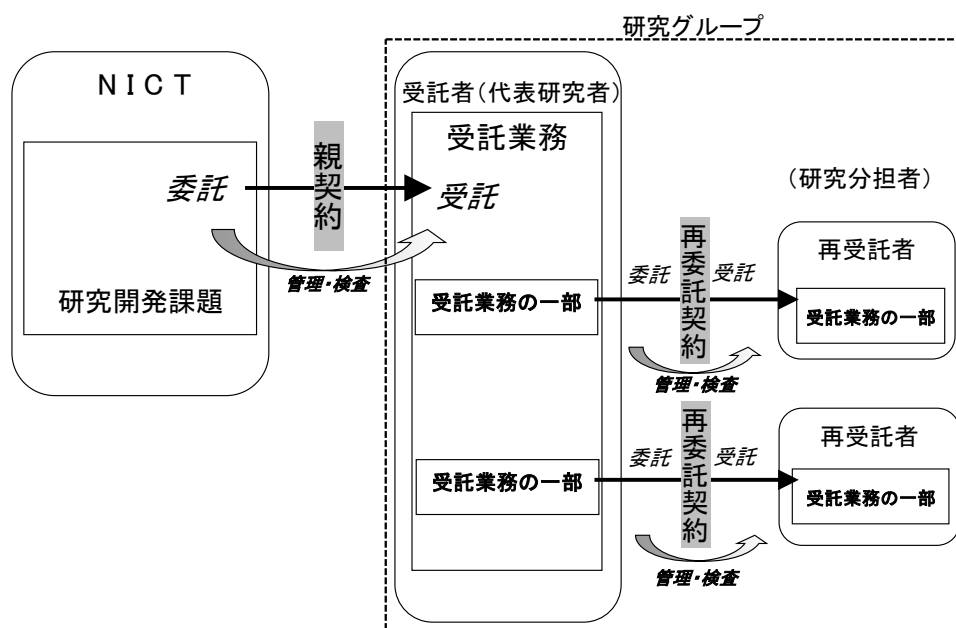 研究グループ
NICT
受託者(代表研究者)
受託業務
親契約
委託
受託
管理・検査
研究開発課題
(研究分担者)
再委託契約
再受託者
委託
受託
受託業務の一部
受託業務の一部
管理・検査
再委託契約
再受託者
委託
受託
受託業務の一部
受託業務の一部
管理・検査